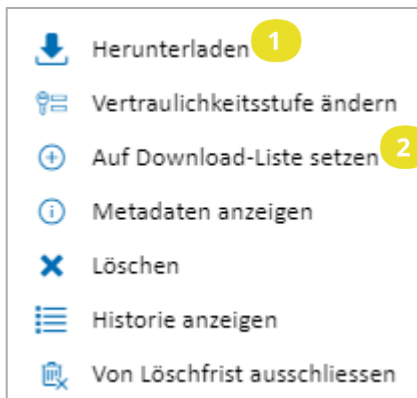 Herunterladen 1
Vertraulichkeitsstufe ändern
Auf Download-Liste setzen 2
Metadaten anzeigen
Löschen
Historie anzeigen
Von Löschfrist ausschliessen